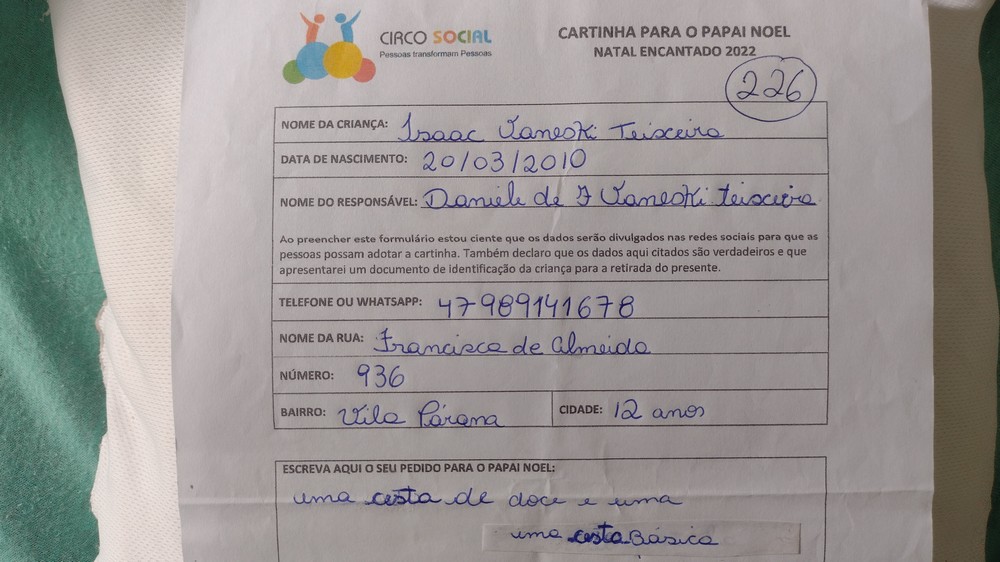 CIRCO SOCIAL
Pessoas transformam Pessoas
CARTINHA PARA O PAPAI NOEL
NATAL ENCANTADO 2022
226
NOME DA CRIANÇA: Isaac Vaneski Teixeira
DATA DE NASCIMENTO: 20/03/2010
NOME DO RESPONSÁVEL: Daniele de J Vaneski teixeira
Ao preencher este formulário estou ciente que os dados serão divulgados nas redes sociais para que as
pessoas possam adotar a cartinha. Também declaro que os dados aqui citados são verdadeiros e que
apresentarei um documento de identificação da criança para a retirada do presente.
TELEFONE OU WHATSAPP: 47989141678
NOME DA RUA: Francisca de Almeida
NÚMERO: 936
BAIRRO: Vila Párana CIDADE: 12 anos
ESCREVA AQUI O SEU PEDIDO PARA O PAPAI NOEL:
uma cesta de doce e uma
uma cesta Básica